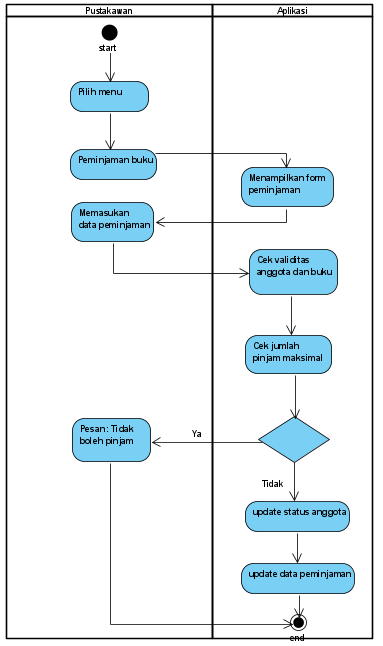 Pustakawan
Aplikasi
start
Pilih menu
Peminjaman buku
Menampilkan form
peminjaman
Memasukan
data peminjaman
Cek validitas
anggota dan buku
Cek jumlah
pinjam maksimal
Ya
Pesan: Tidak
boleh pinjam
Tidak
update status anggota
update data peminjaman
end